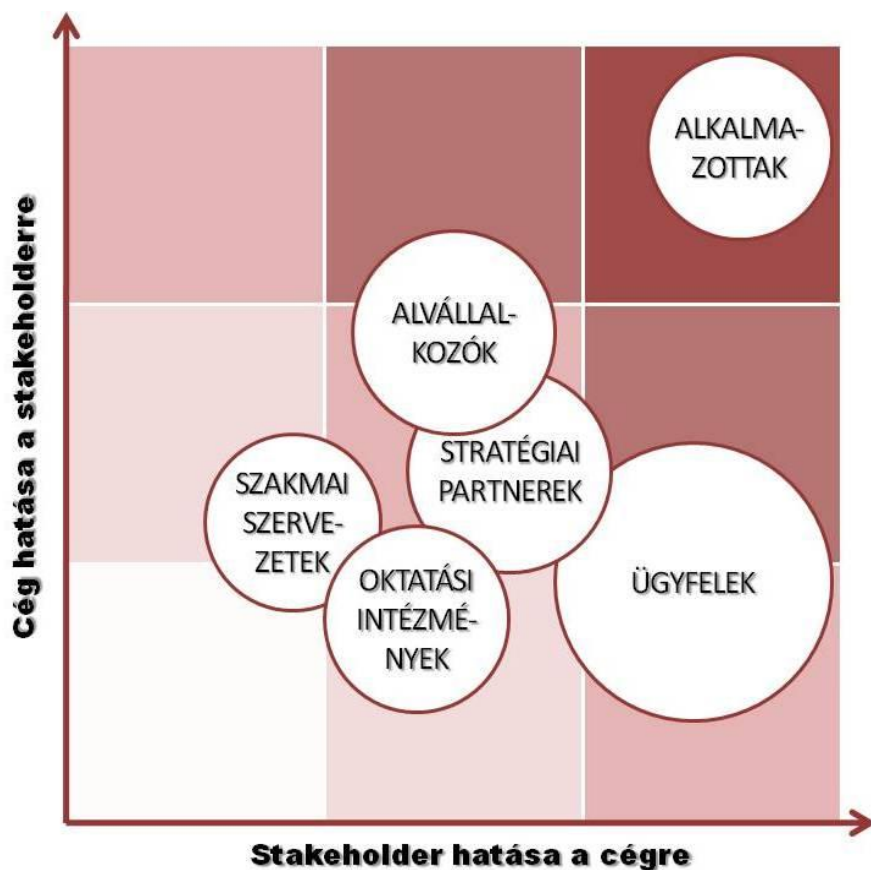 Cég hatása a stakeholderre
ALKALMA-
ZOTTAK
ALVÁLLAL-
KOZÓK
STRATÉGIAI
PARTNEREK
SZAKMAI
SZERVE-
ZETEK
OKTATÁSI
INTÉZMÉ-
NYEK
ÜGYFELEK
Stakeholder hatása a cégre